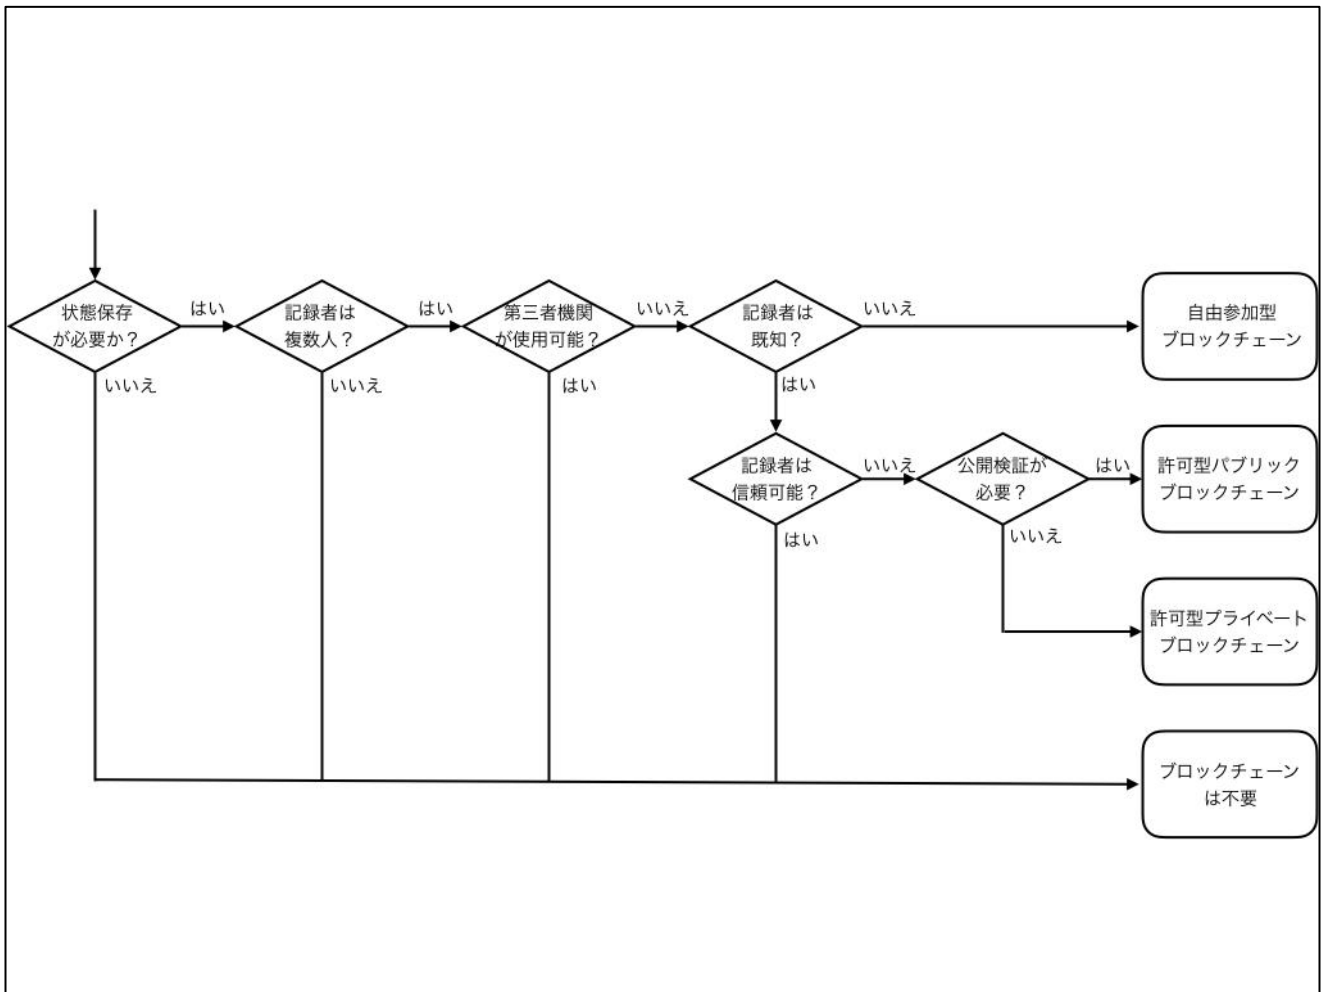 状態保存
が必要か？
はい
記録者は
複数人？
はい
第三者機関
が使用可能？
いいえ
記録者は
既知？
いいえ
自由参加型
ブロックチェーン
いいえ
いいえ
はい
はい
記録者は
信頼可能？
いいえ
公開検証が
必要？
はい
許可型パブリック
ブロックチェーン
はい
いいえ
許可型プライベート
ブロックチェーン
ブロックチェーン
は不要